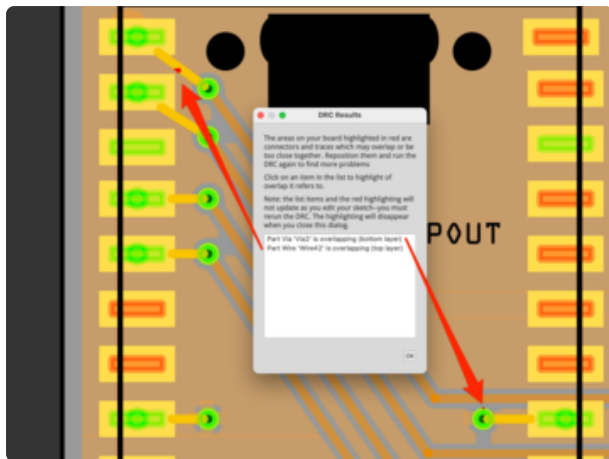 DRC Results
The areas on your board highlighted in red are
connectors and traces which may overlap or be
too close together. Reposition them and run the
DRC again to find more problems
Click on an item in the list to highlight of
overlap it refers to.
Note: the list items and the red highlighting will
not update as you edit your sketch--you must
rerun the DRC. The highlighting will disappear
when you close this dialog.
POUT
Part Via 'Via2' is overlapping (bottom layer)
Part Wire 'Wire42' is overlapping (top layer)
OK